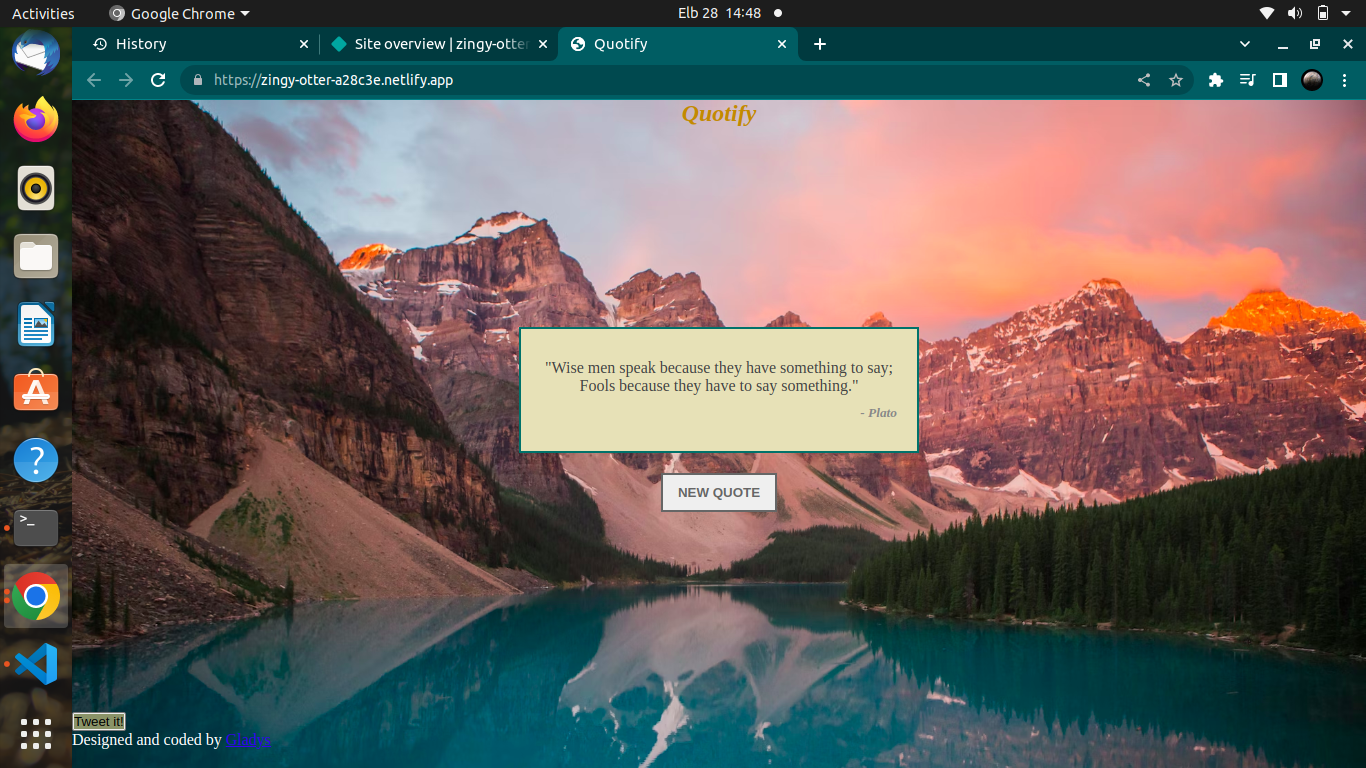 Activities
Google Chrome
Elb 28 14:48
History
Site overview | zingy-otter
Quotify
https://zingy-otter-a28c3e.netlify.app
Quotify
"Wise men speak because they have something to say;
Fools because they have to say something."
- Plato
NEW QUOTE
Tweet it!
Designed and coded by Gladys